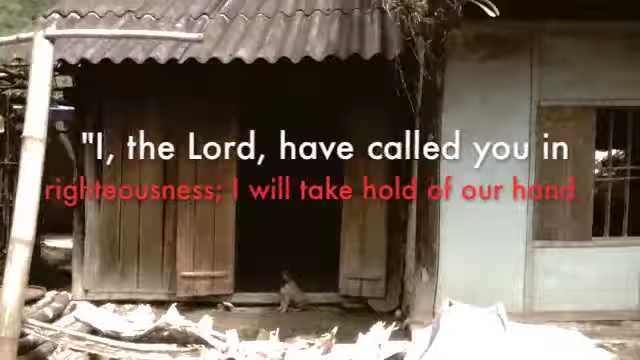 "I, the Lord, have called you in
righteousness; I will take hold of our hand.